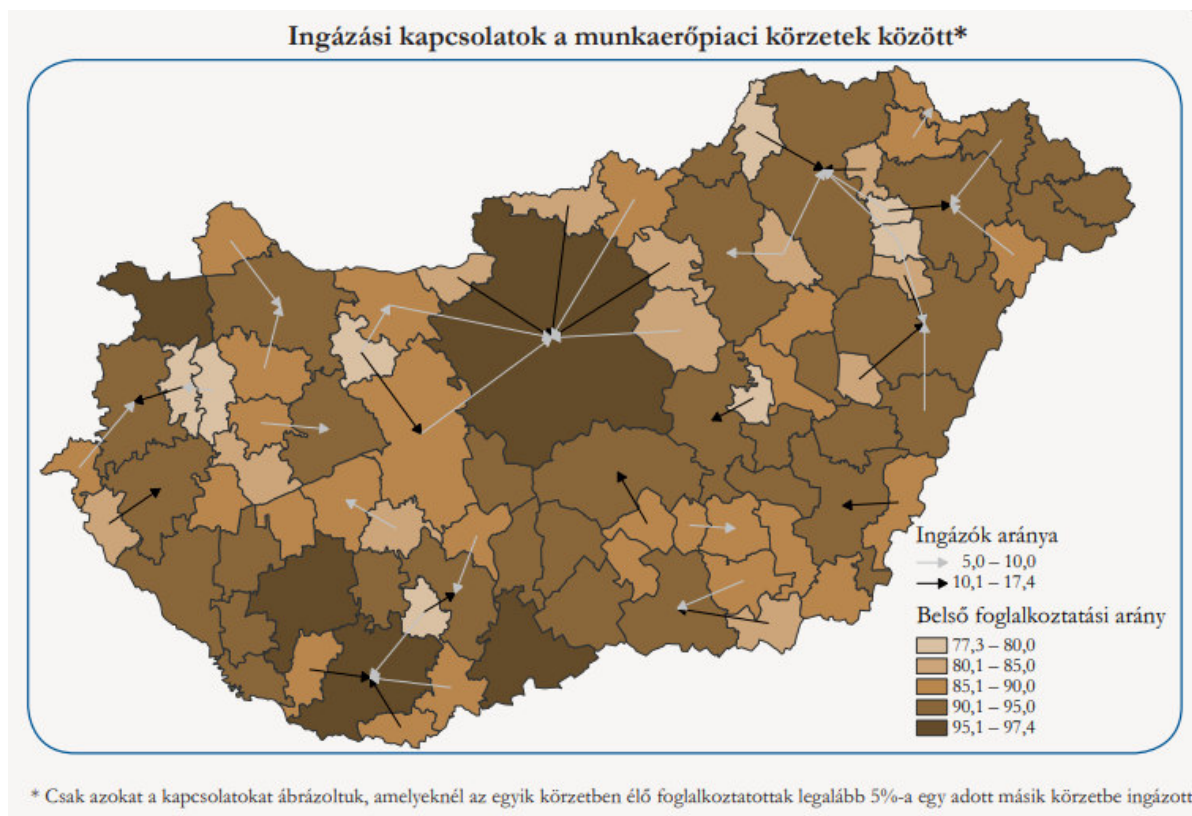 Ingázási kapcsolatok a munkaerőpiaci körzetek között*
Ingázók aránya
5,0 – 10,0
10,1 – 17,4
Belső foglalkoztatási arány
77,3 – 80,0
80,1 – 85,0
85,1 – 90,0
90,1 – 95,0
95,1 – 97,4
* Csak azokat a kapcsolatokat ábrázoltuk, amelyeknél az egyik körzetben élő foglalkoztatottak legalább 5%-a egy adott másik körzetbe ingázott